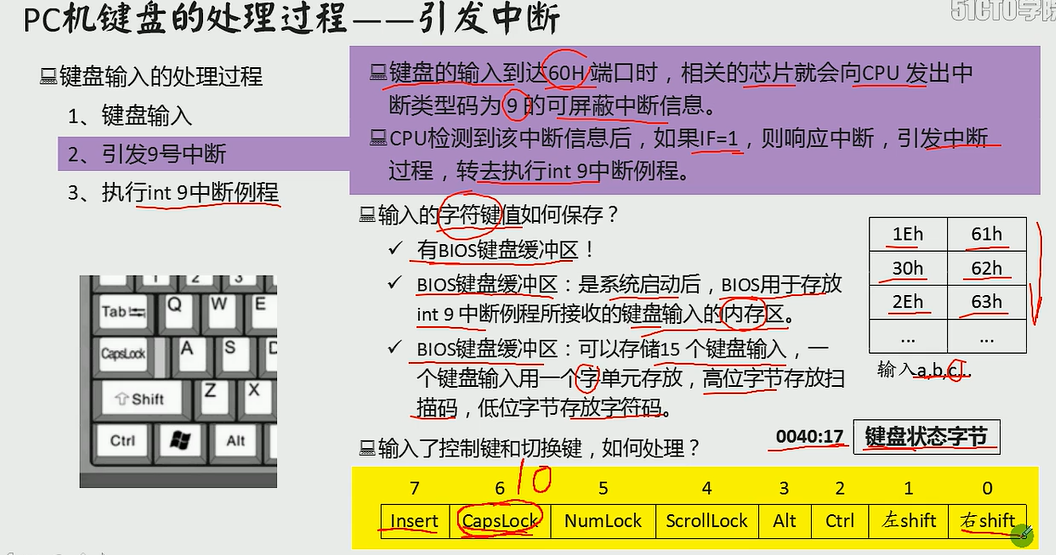 PC机键盘的处理过程——引发中断
51CTO学院
键盘输入的处理过程
1、键盘输入
2、引发9号中断
3、执行int 9中断例程
键盘的输入到达60H 端口时，相关的芯片就会向CPU 发出中
断类型码为 9 的可屏蔽中断信息。
CPU检测到该中断信息后，如果IF=1，则响应中断，引发中断
过程，转去执行int 9中断例程。
输入的字符键值如何保存？
✓ 有BIOS键盘缓冲区！
✓ BIOS键盘缓冲区：是系统启动后，BIOS用于存放
int 9 中断例程所接收的键盘输入的内存区。
✓ BIOS键盘缓冲区：可以存储15 个键盘输入，一
个键盘输入用一个字单元存放，高位字节存放扫
描码，低位字节存放字符码。
1Eh 61h
30h 62h
2Eh 63h
... ...
输入a,b,c,..
输入了控制键和切换键，如何处理？
0040:17 键盘状态字节
10
7 6 5 4 3 2 1 0
Insert CapsLock NumLock ScrollLock Alt Ctrl 左shift 右shift
1 2 3
Tab Q W E
CapsLock A S D
Shift Z X
Ctrl Alt